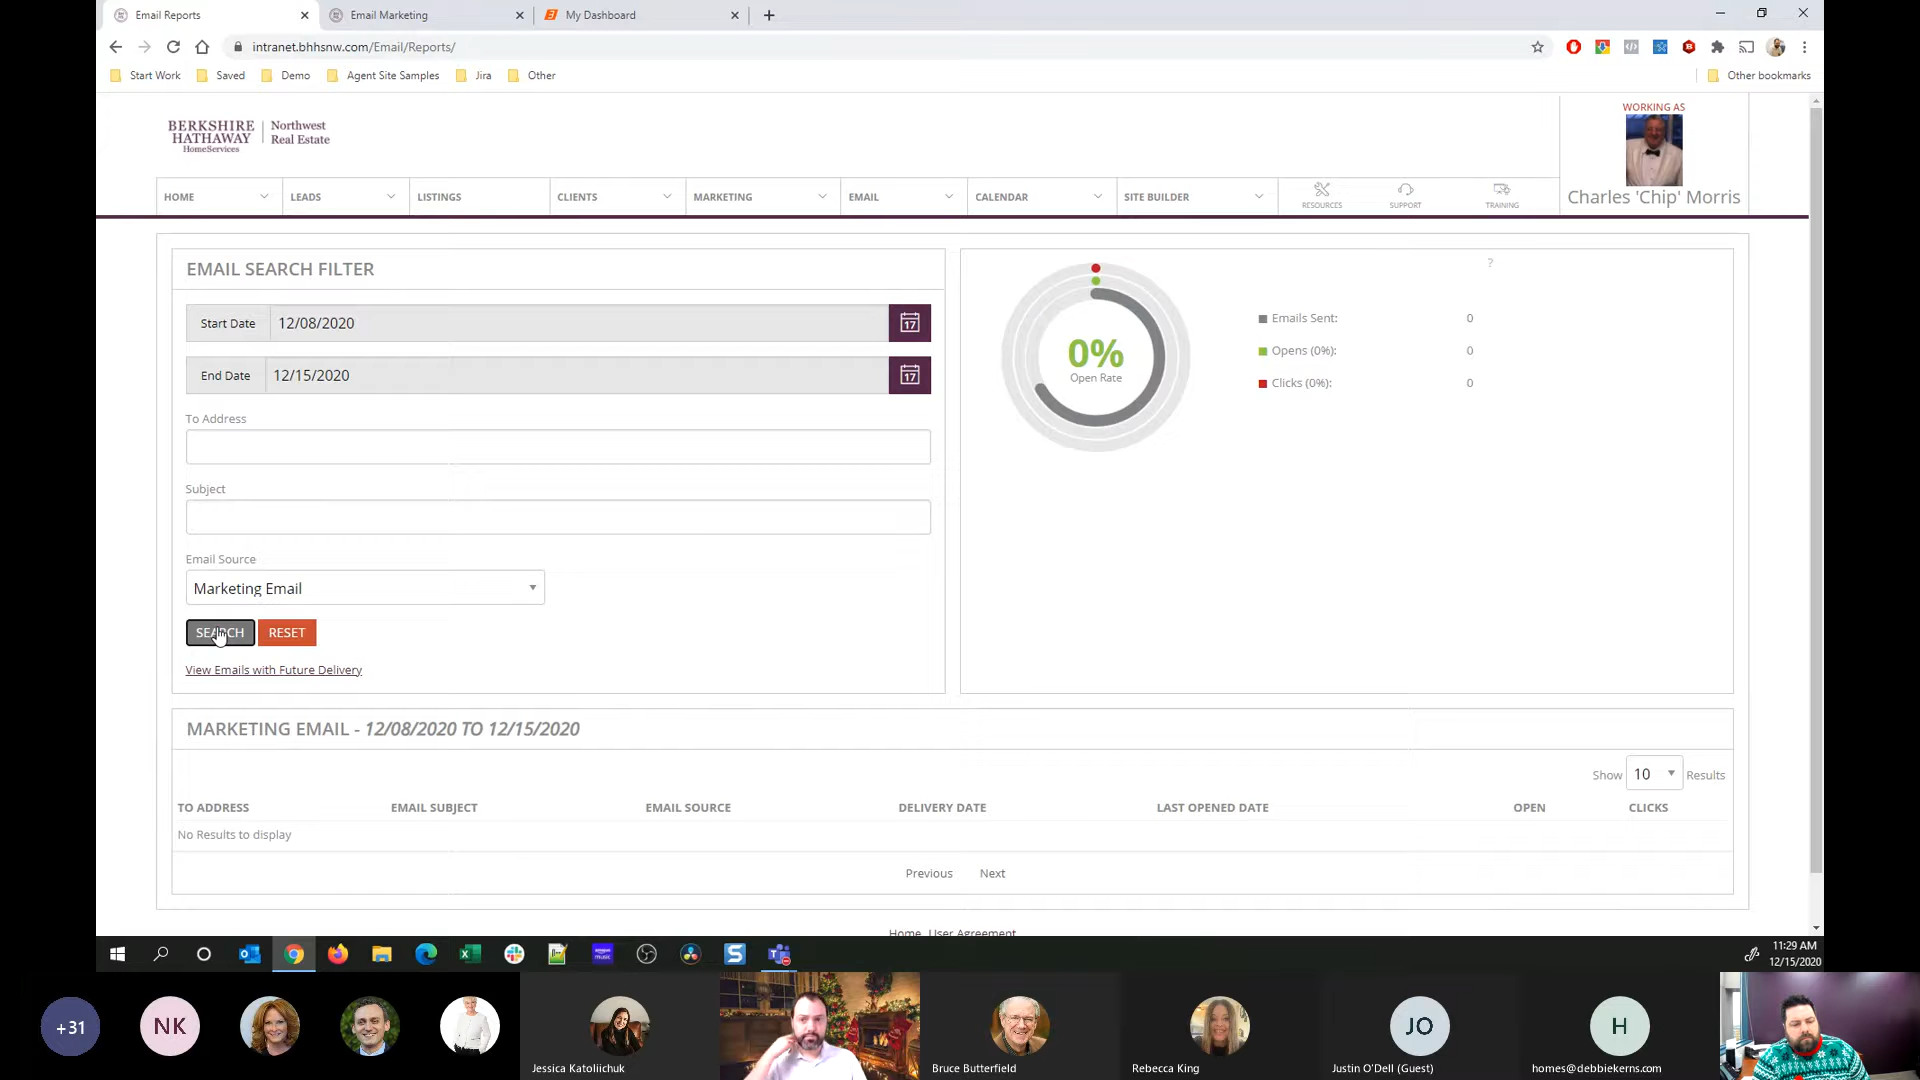 Email Reports
Email Marketing
My Dashboard
intranet.bhhsnw.com/Email/Reports/
Start Work
Saved
Demo
Agent Site Samples
Jira
Other
Other bookmarks
BERKSHIRE HATHAWAY HomeServices
Northwest Real Estate
WORKING AS
Charles 'Chip' Morris
HOME
LEADS
LISTINGS
CLIENTS
MARKETING
EMAIL
CALENDAR
SITE BUILDER
RESOURCES
SUPPORT
TRAINING
EMAIL SEARCH FILTER
Start Date 12/08/2020
17
End Date 12/15/2020
17
To Address
Subject
Email Source
Marketing Email
SEARCH RESET
View Emails with Future Delivery
?
0%
Open Rate
Emails Sent: 0
Opens (0%): 0
Clicks (0%): 0
MARKETING EMAIL - 12/08/2020 TO 12/15/2020
Show 10 Results
TO ADDRESS EMAIL SUBJECT EMAIL SOURCE DELIVERY DATE LAST OPENED DATE OPEN CLICKS
No Results to display
Previous Next
Home User Agreement
11:29 AM
12/15/2020
+31
NK
Jessica Katoliichuk
Bruce Butterfield
Rebecca King
JO
Justin O'Dell (Guest)
H
homes@debbiekerns.com